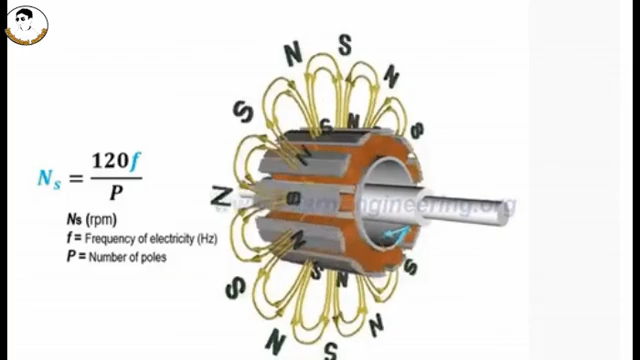 N S N
S S
S N
N
Nₛ = 120f / P
N S
Nₛ (rpm)
f = Frequency of electricity (Hz)
P = Number of poles
N
S N S
S
N S N